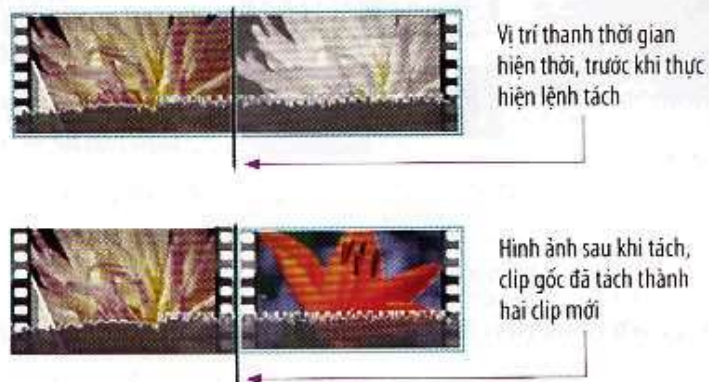 Vị trí thanh thời gian
hiện thời, trước khi thực
hiện lệnh tách
Hình ảnh sau khi tách,
clip gốc đã tách thành
hai clip mới